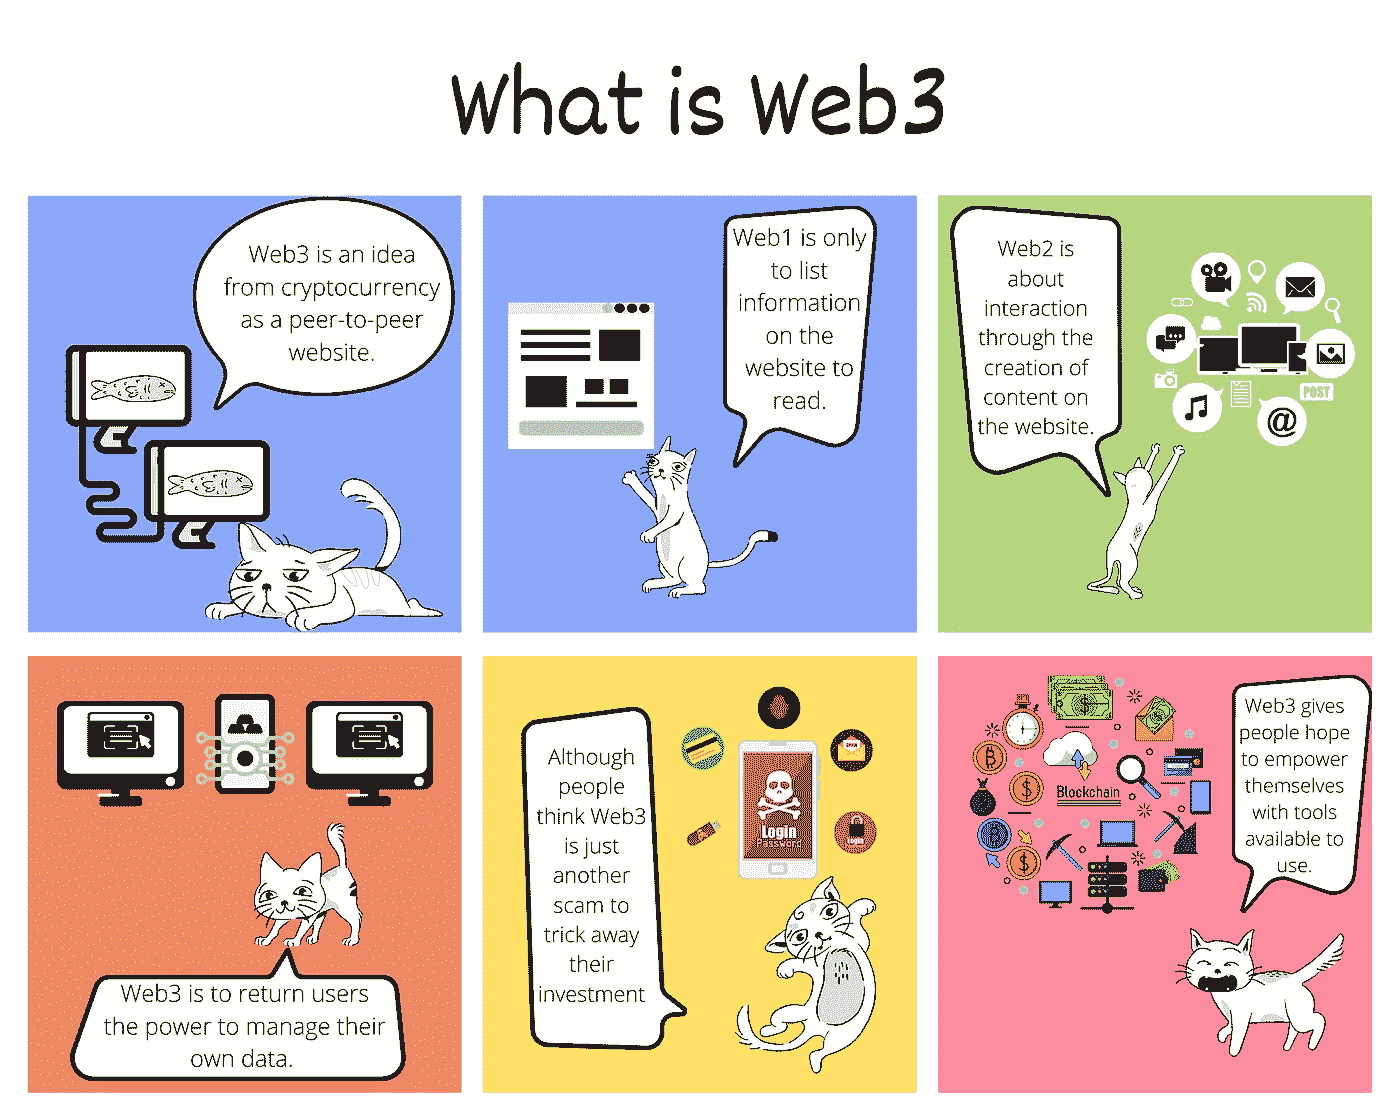 What is Web3
Web3 is an idea
from cryptocurrency
as a peer-to-peer
website.
Web1 is only
to list
information
on the
website to
read.
Web2 is
about
interaction
through the
creation of
content on
the website.
POST
@
Web3 is to return users
the power to manage their
own data.
Although
people
think Web3
is just
another
scam to
trick away
their
investment
SPAM
Login
Password
Login
Blockchain
Web3 gives
people hope
to empower
themselves
with tools
available to
use.